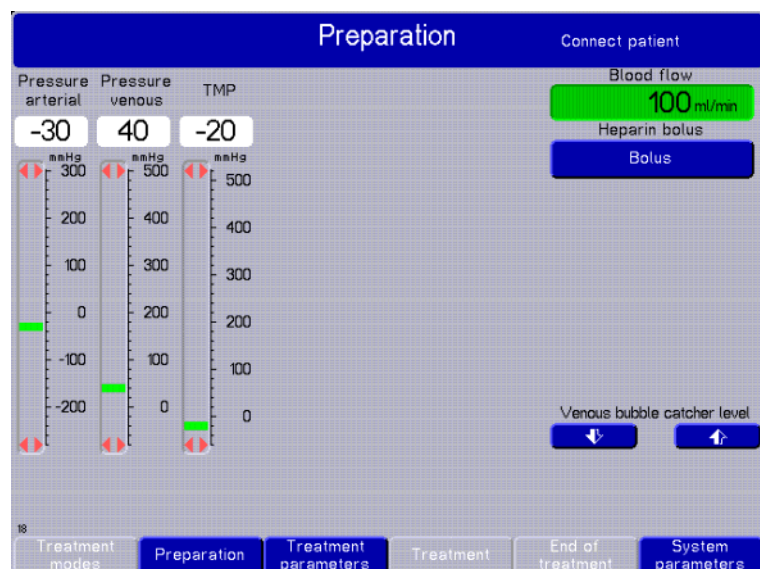 Preparation
Connect patient
Pressure arterial
Pressure venous
TMP
Blood flow
-30
40
-20
100 ml/min
Heparin bolus
Bolus
mmHg
300
200
100
0
-100
-200
mmHg
500
400
300
200
100
0
mmHg
500
400
300
200
100
0
Venous bubble catcher level
18
Treatment modes
Preparation
Treatment parameters
Treatment
End of treatment
System parameters